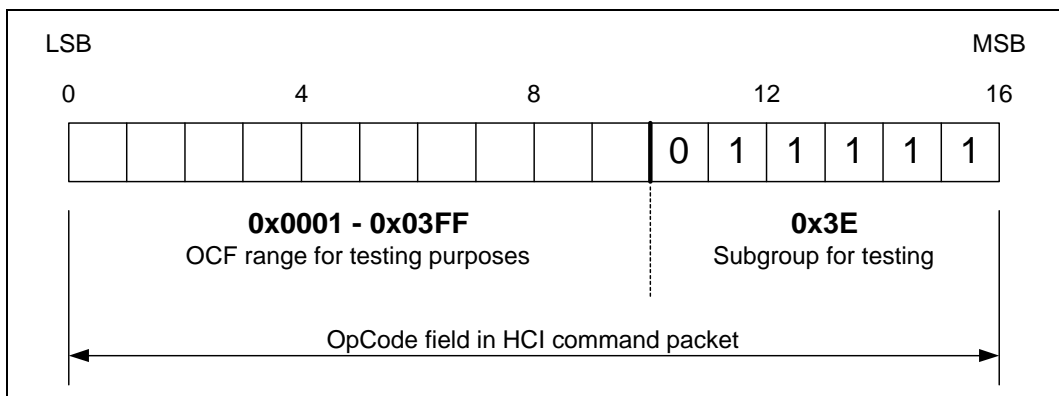 LSB MSB
0 4 8 12 16
0 1 1 1 1 1
0x0001 - 0x03FF 0x3E
OCF range for testing purposes Subgroup for testing
OpCode field in HCI command packet